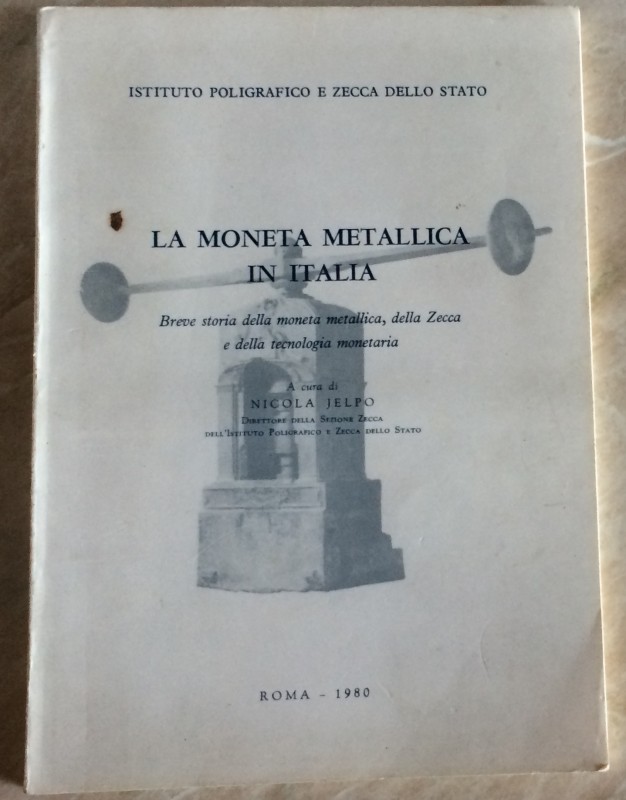 ISTITUTO POLIGRAFICO E ZECCA DELLO STATO
LA MONETA METALLICA
IN ITALIA
Breve storia della moneta metallica, della Zecca
e della tecnologia monetaria
A cura di
NICOLA JELPO
DIRETTORE DELLA SEZIONE ZECCA
DELL'ISTITUTO POLIGRAFICO E ZECCA DELLO STATO
ROMA - 1980